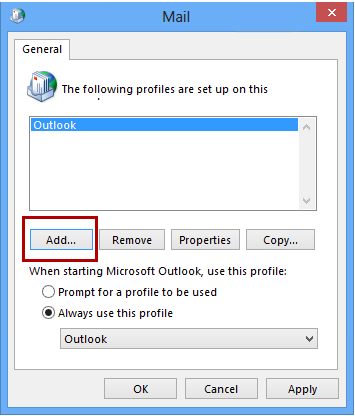 Mail
General
The following profiles are set up on this
Outlook
Add... Remove Properties Copy...
When starting Microsoft Outlook, use this profile:
Prompt for a profile to be used
Always use this profile
Outlook
OK Cancel Apply